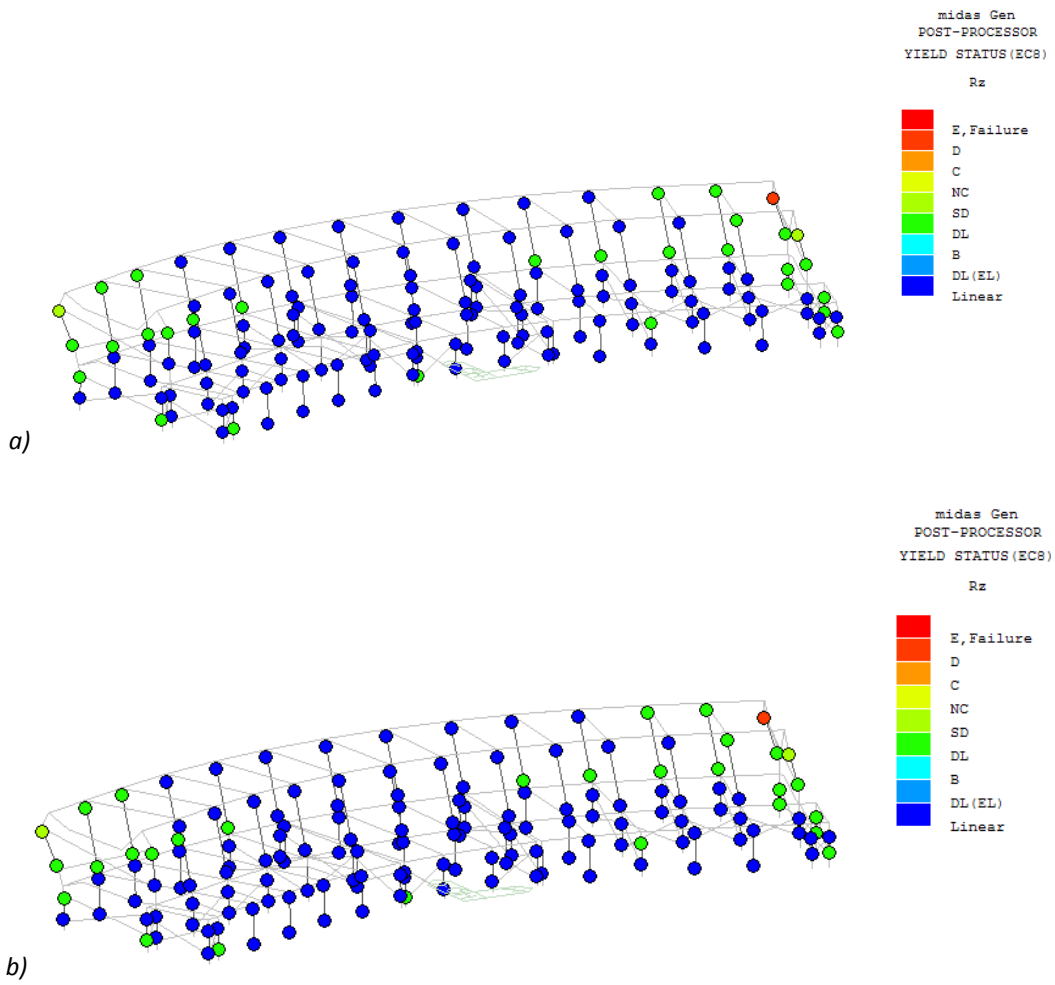 midas Gen
POST-PROCESSOR
YIELD STATUS(EC8)
Rz
E,Failure
D
C
NC
SD
DL
B
DL(EL)
Linear
a)
midas Gen
POST-PROCESSOR
YIELD STATUS(EC8)
Rz
E,Failure
D
C
NC
SD
DL
B
DL(EL)
Linear
b)